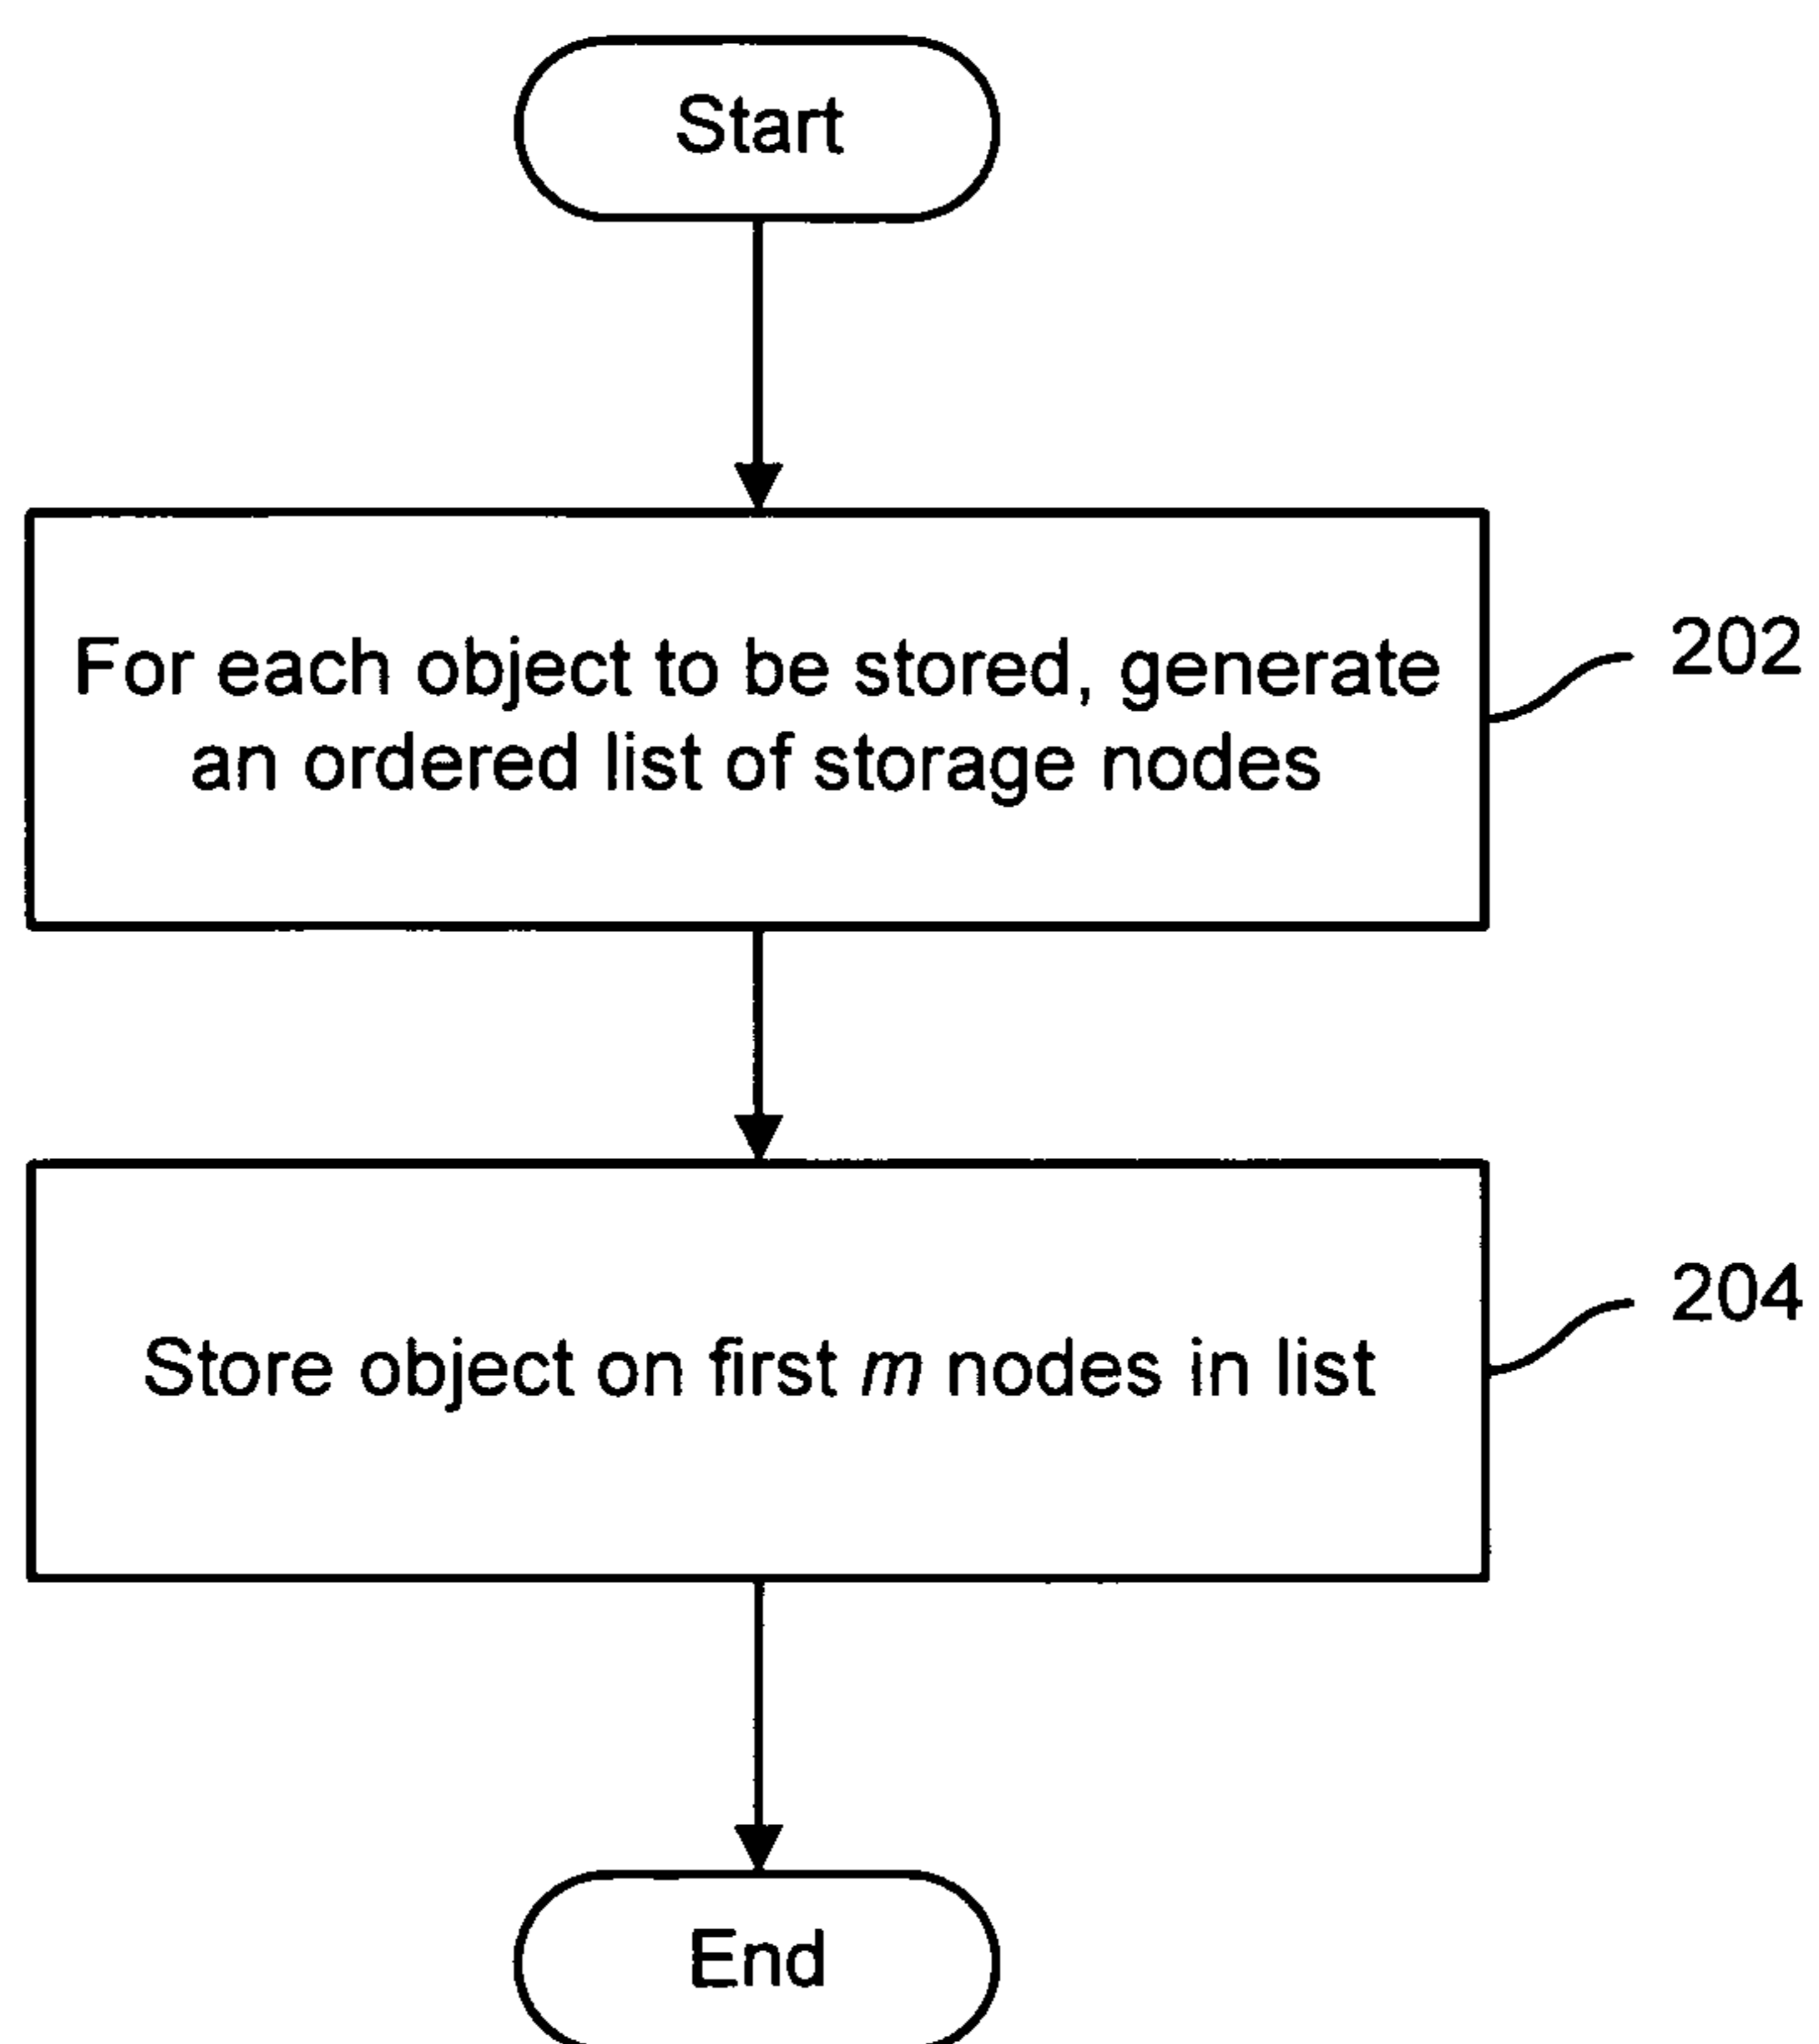 Start
For each object to be stored, generate
an ordered list of storage nodes
202
Store object on first m nodes in list
204
End